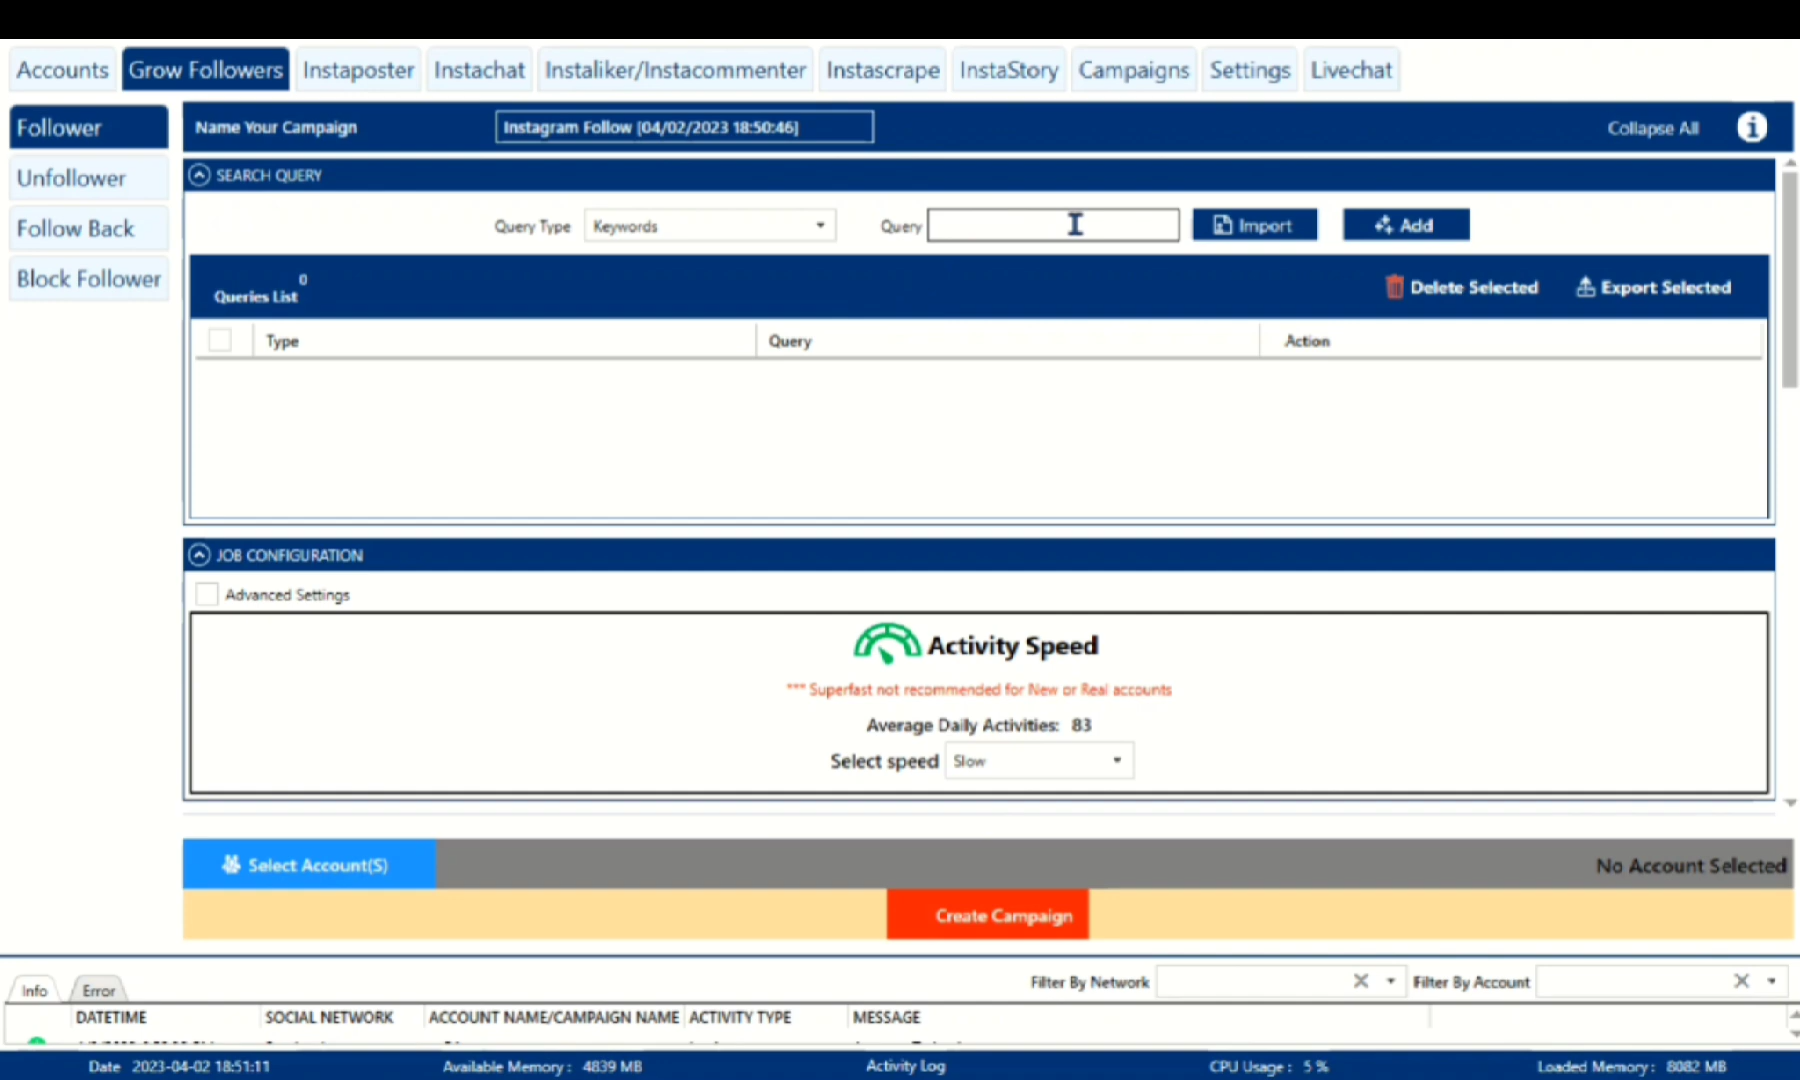 Accounts Grow Followers Instaposter Instachat Instaliker/Instacommenter Instascrape InstaStory Campaigns Settings Livechat
Follower
Unfollower
Follow Back
Block Follower
Name Your Campaign Instagram Follow [04/02/2023 18:50:46] Collapse All
SEARCH QUERY
Query Type Keywords Query Import Add
Queries List 0 Delete Selected Export Selected
Type Query Action
JOB CONFIGURATION
Advanced Settings
Activity Speed
*** Superfast not recommended for New or Real accounts
Average Daily Activities: 83
Select speed Slow
Select Account(S) No Account Selected
Create Campaign
Info Error Filter By Network Filter By Account
DATETIME SOCIAL NETWORK ACCOUNT NAME/CAMPAIGN NAME ACTIVITY TYPE MESSAGE
Date 2023-04-02 18:51:11 Available Memory : 4839 MB Activity Log CPU Usage : 5 % Loaded Memory : 8082 MB